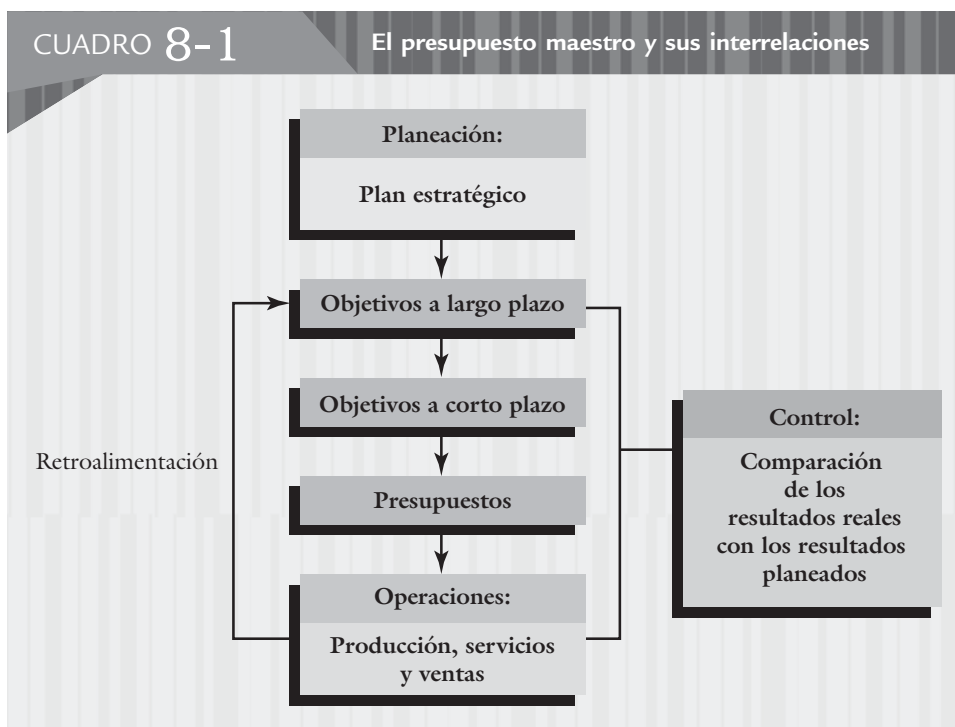 CUADRO 8-1
El presupuesto maestro y sus interrelaciones
Planeación:
Plan estratégico
Objetivos a largo plazo
Objetivos a corto plazo
Retroalimentación
Presupuestos
Operaciones:
Producción, servicios
y ventas
Control:
Comparación
de los
resultados reales
con los resultados
planeados